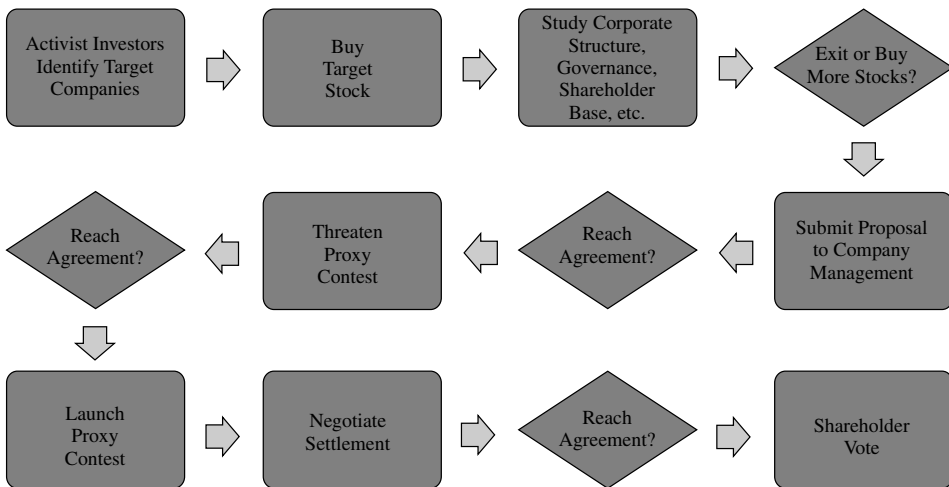 Activist Investors
Identify Target
Companies
Buy
Target
Stock
Study Corporate
Structure,
Governance,
Shareholder
Base, etc.
Exit or Buy
More Stocks?
Submit Proposal
to Company
Management
Reach
Agreement?
Threaten
Proxy
Contest
Reach
Agreement?
Launch
Proxy
Contest
Negotiate
Settlement
Reach
Agreement?
Shareholder
Vote